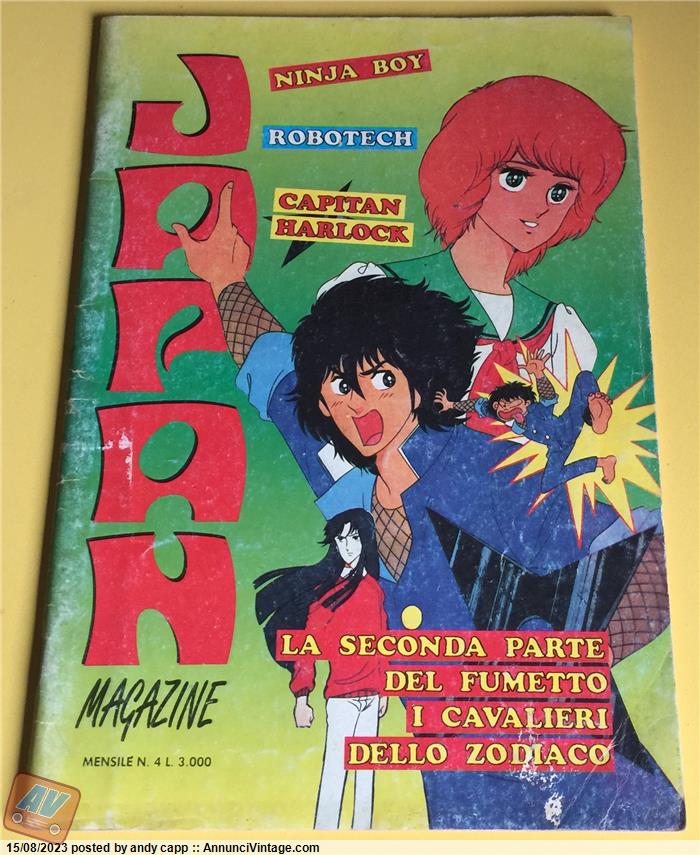 JAPAN
MAGAZINE
MENSILE N. 4 L. 3.000
NINJA BOY
ROBOTECH
CAPITAN
HARLOCK
LA SECONDA PARTE
DEL FUMETTO
I CAVALIERI
DELLO ZODIACO
AV
15/08/2023 posted by andy capp :: AnnunciVintage.com